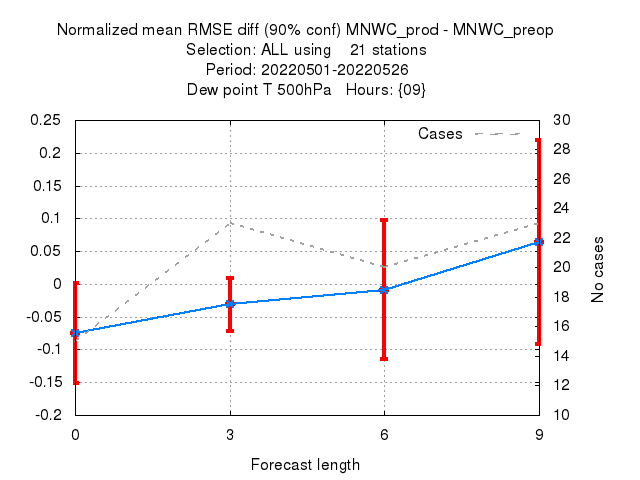 Normalized mean RMSE diff (90% conf) MNWC_prod - MNWC_preop
Selection: ALL using    21 stations
Period: 20220501-20220526
Dew point T 500hPa   Hours: {09}
Cases
0.25
0.2
0.15
0.1
0.05
0
-0.05
-0.1
-0.15
-0.2
30
28
26
24
22
20
18
16
14
12
10
No cases
0 3 6 9
Forecast length